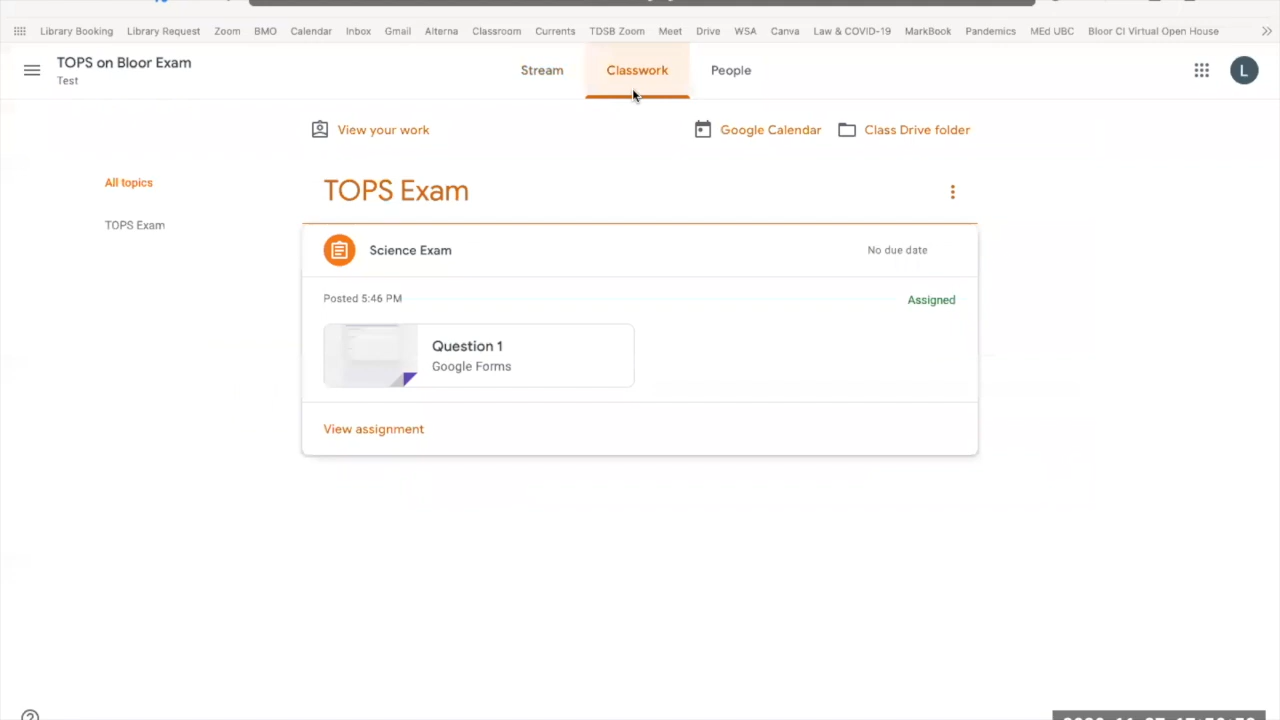 Library Booking Library Request Zoom BMO Calendar Inbox Gmail Alterna Classroom Currents TDSB Zoom Meet Drive WSA Canva Law & COVID-19 MarkBook Pandemics MEd UBC Bloor CI Virtual Open House
TOPS on Bloor Exam
Test
Stream Classwork People
L
View your work Google Calendar Class Drive folder
All topics
TOPS Exam
TOPS Exam
Science Exam No due date
Posted 5:46 PM Assigned
Question 1
Google Forms
View assignment